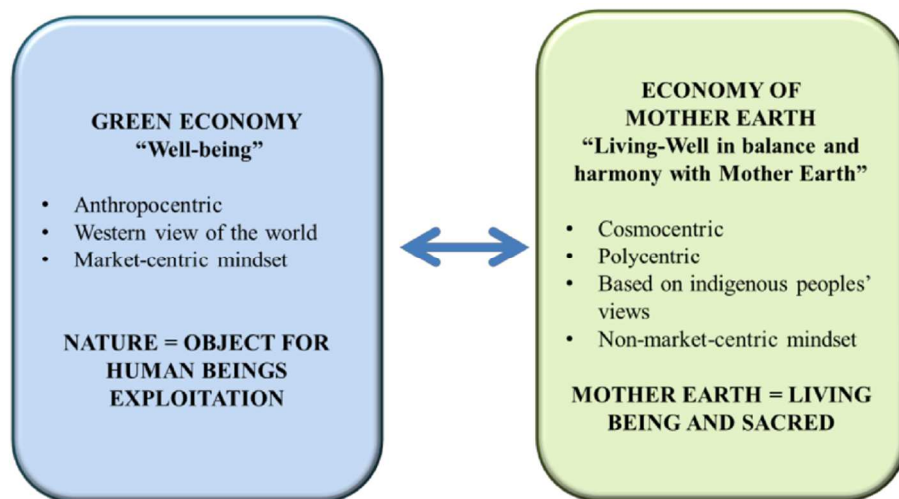 GREEN ECONOMY
“Well-being”
• Anthropocentric
• Western view of the world
• Market-centric mindset
NATURE = OBJECT FOR
HUMAN BEINGS
EXPLOITATION
ECONOMY OF
MOTHER EARTH
“Living-Well in balance and
harmony with Mother Earth”
• Cosmocentric
• Polycentric
• Based on indigenous peoples’
views
• Non-market-centric mindset
MOTHER EARTH = LIVING
BEING AND SACRED